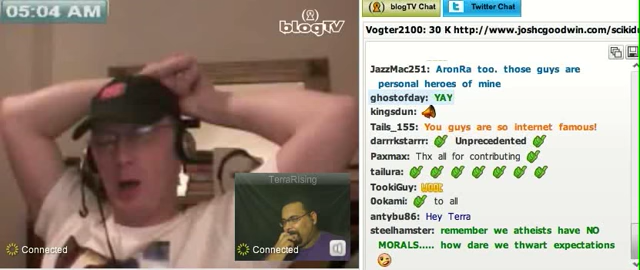 05:04 AM
blogTV
TerraRising
Connected
Connected
blogTV Chat
Twitter Chat
Vogter2100: 30 K http://www.joshcgoodwin.com/scikid
JazzMac251: AronRa too. those guys are
personal heroes of mine
ghostofday: YAY
kingsdun:
Tails_155: You guys are so internet famous!
darrrkstarrr: Unprecedented
Paxmax: Thx all for contributing
tailura:
TookiGuy: WOOT
0okami: to all
antybu86: Hey Terra
steelhamster: remember we atheists have NO
MORALS..... how dare we thwart expectations